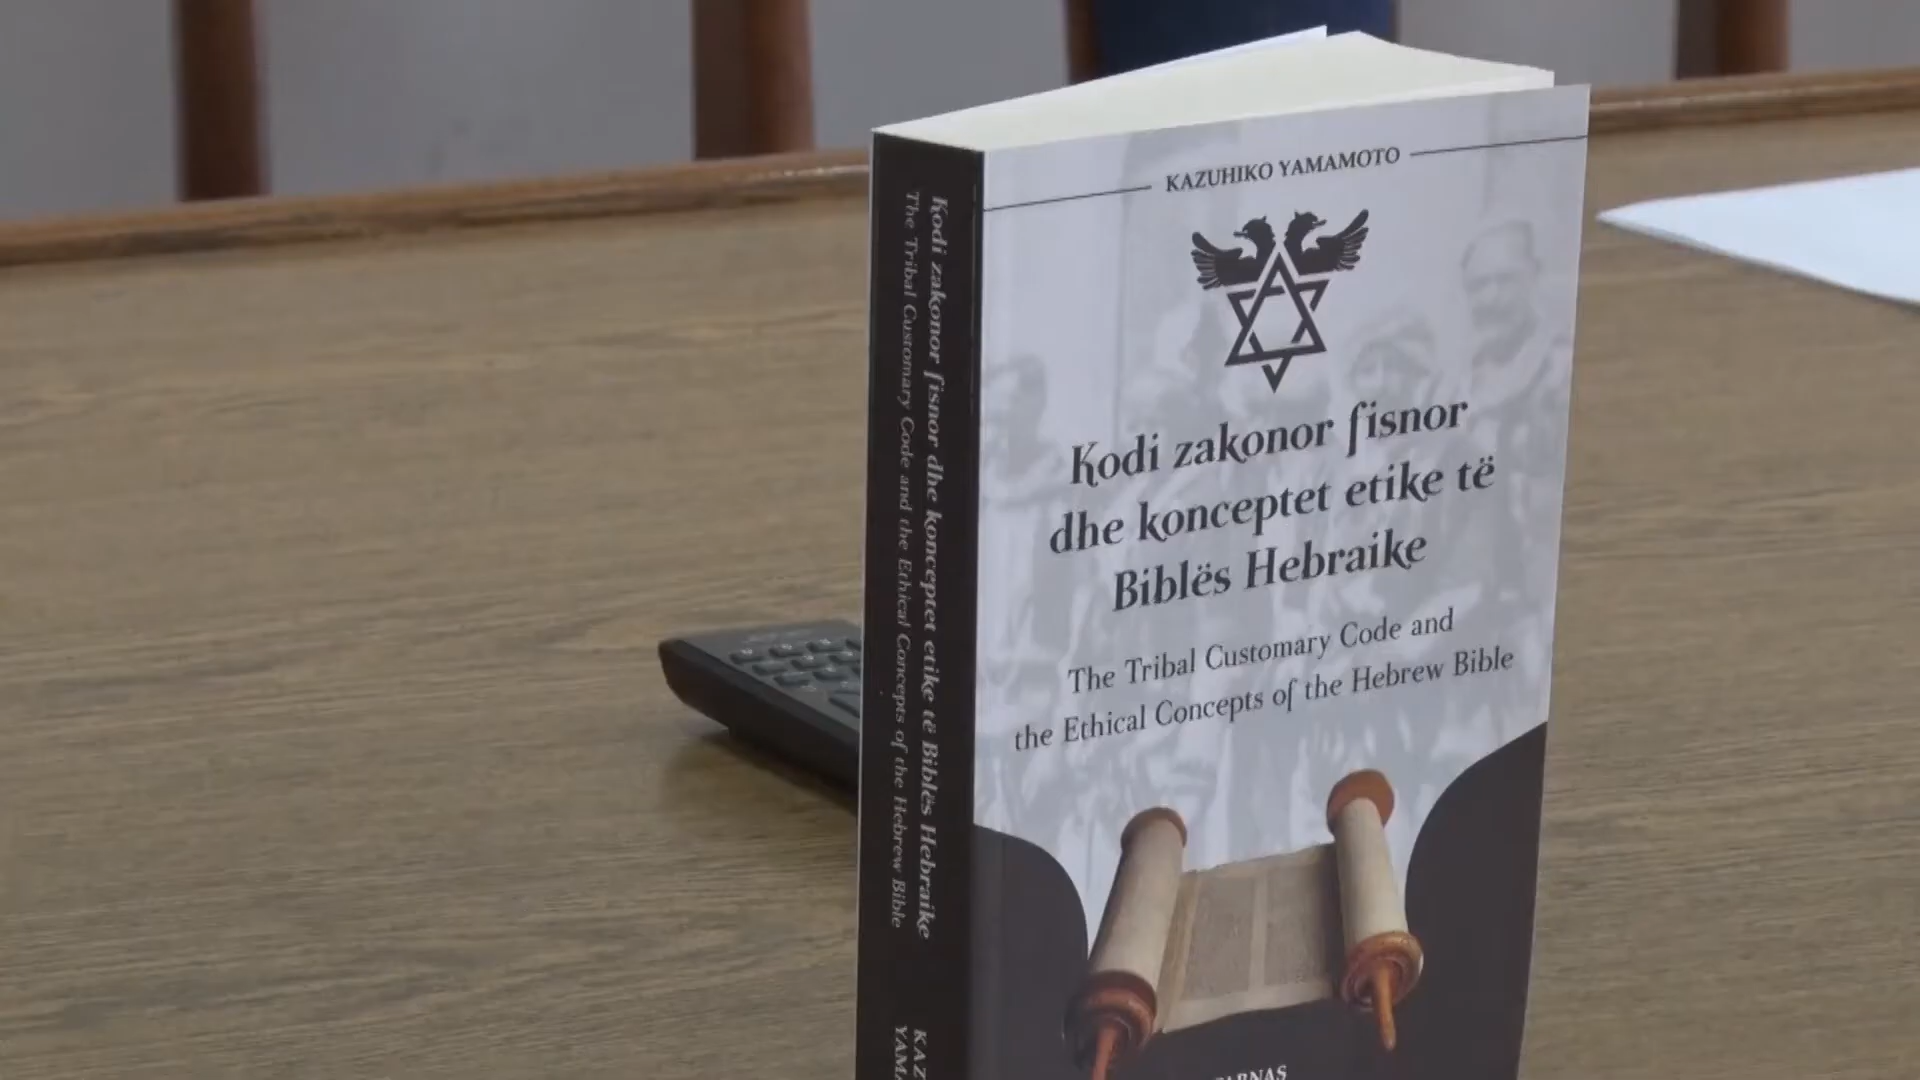 KAZUHIKO YAMAMOTO
Kodi zakonor fisnor
dhe konceptet etike të
Biblës Hebraike
The Tribal Customary Code and
the Ethical Concepts of the Hebrew Bible
Kodi zakonor fisnor dhe konceptet etike të Biblës Hebraike
The Tribal Customary Code and the Ethical Concepts of the Hebrew Bible